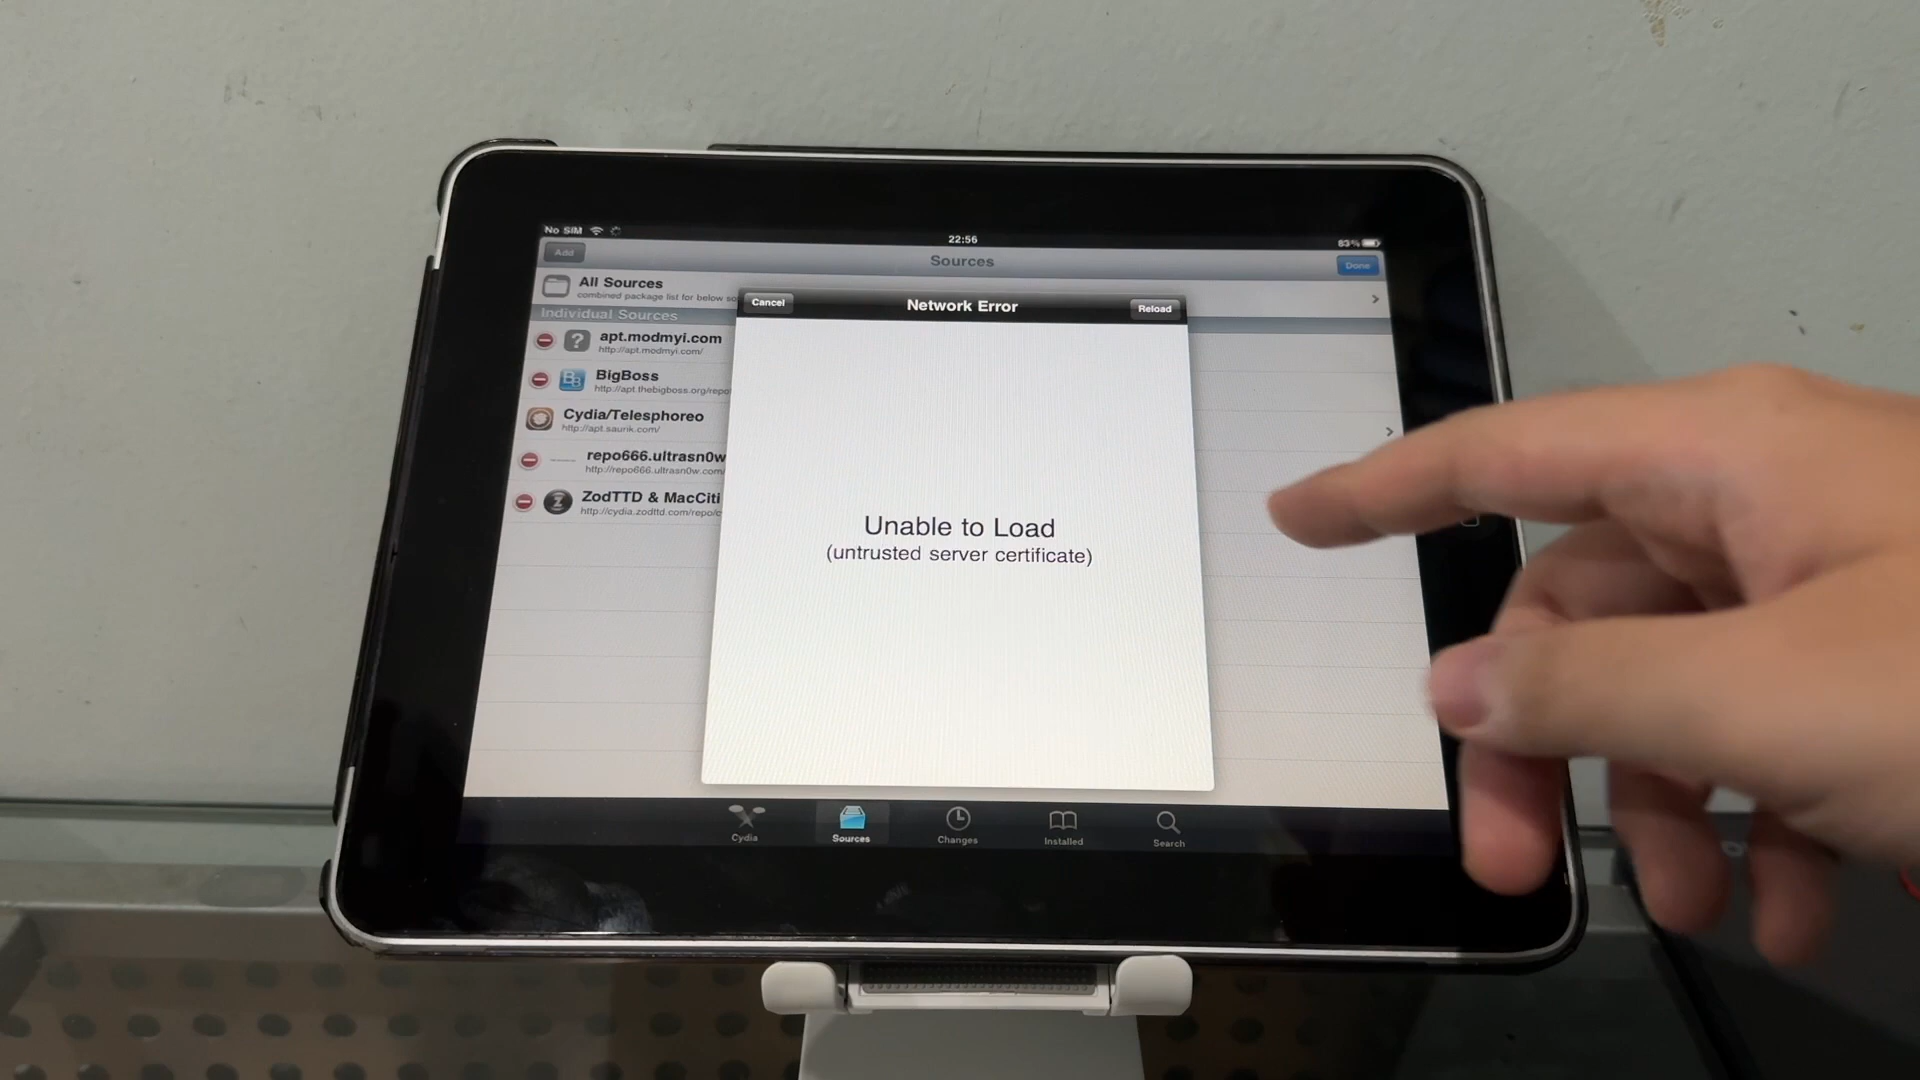 No SIM
22:56
83%
Add
Sources
Done
All Sources
combined package list for below so
Individual Sources
Cancel
Network Error
Reload
apt.modmyi.com
http://apt.modmyi.com/
BigBoss
http://apt.thebigboss.org/repo
Cydia/Telesphoreo
http://apt.saurik.com/
repo666.ultrasn0w
http://repo666.ultrasn0w.com/
ZodTTD & MacCiti
http://cydia.zodttd.com/repo/c
Unable to Load
(untrusted server certificate)
Cydia
Sources
Changes
Installed
Search